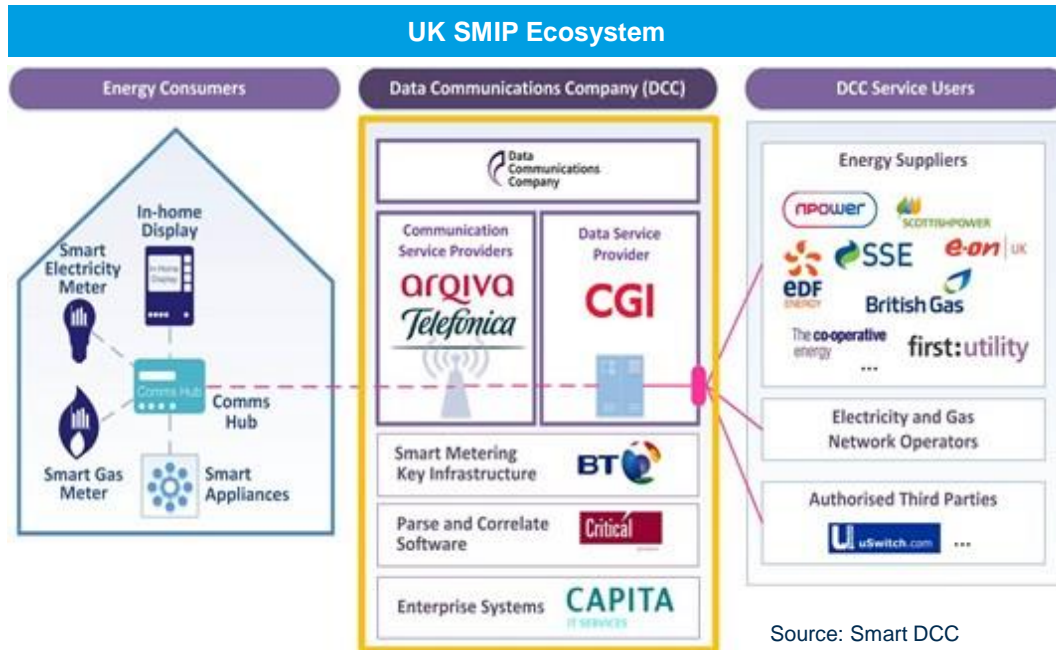 UK SMIP Ecosystem
Energy Consumers
In-home
Display
Smart
Electricity
Meter
In-Home
Display
Comms Hub
Comms
Hub
Smart Gas
Meter
Smart
Appliances
Data Communications Company (DCC)
Data
Communications
Company
Communication
Service Providers
arqiva
Telefónica
Data Service
Provider
CGI
Smart Metering
Key Infrastructure
BT
Parse and Correlate
Software
Critical
Enterprise Systems
CAPITA
IT SERVICES
DCC Service Users
Energy Suppliers
npower
SCOTTISHPOWER
eDF
ENERGY
SSE
e·on | UK
British Gas
The co-operative
energy
first:utility
...
Electricity and Gas
Network Operators
Authorised Third Parties
U uSwitch.com ...
Source: Smart DCC